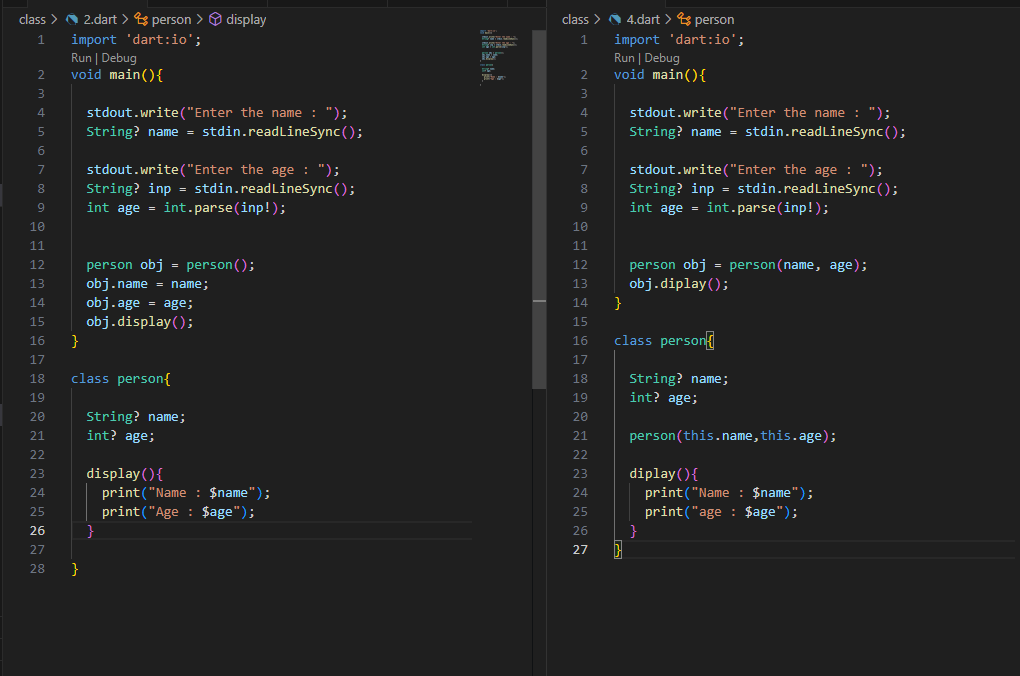 class > 2.dart > person > display
1 import 'dart:io';
Run | Debug
2 void main(){
3
4 stdout.write("Enter the name : ");
5 String? name = stdin.readLineSync();
6
7 stdout.write("Enter the age : ");
8 String? inp = stdin.readLineSync();
9 int age = int.parse(inp!);
10
11
12 person obj = person();
13 obj.name = name;
14 obj.age = age;
15 obj.display();
16 }
17
18 class person{
19
20 String? name;
21 int? age;
22
23 display(){
24 print("Name : $name");
25 print("Age : $age");
26 }
27
28 }
class > 4.dart > person
1 import 'dart:io';
Run | Debug
2 void main(){
3
4 stdout.write("Enter the name : ");
5 String? name = stdin.readLineSync();
6
7 stdout.write("Enter the age : ");
8 String? inp = stdin.readLineSync();
9 int age = int.parse(inp!);
10
11
12 person obj = person(name, age);
13 obj.diplay();
14 }
15
16 class person{
17
18 String? name;
19 int? age;
20
21 person(this.name,this.age);
22
23 diplay(){
24 print("Name : $name");
25 print("age : $age");
26 }
27 }